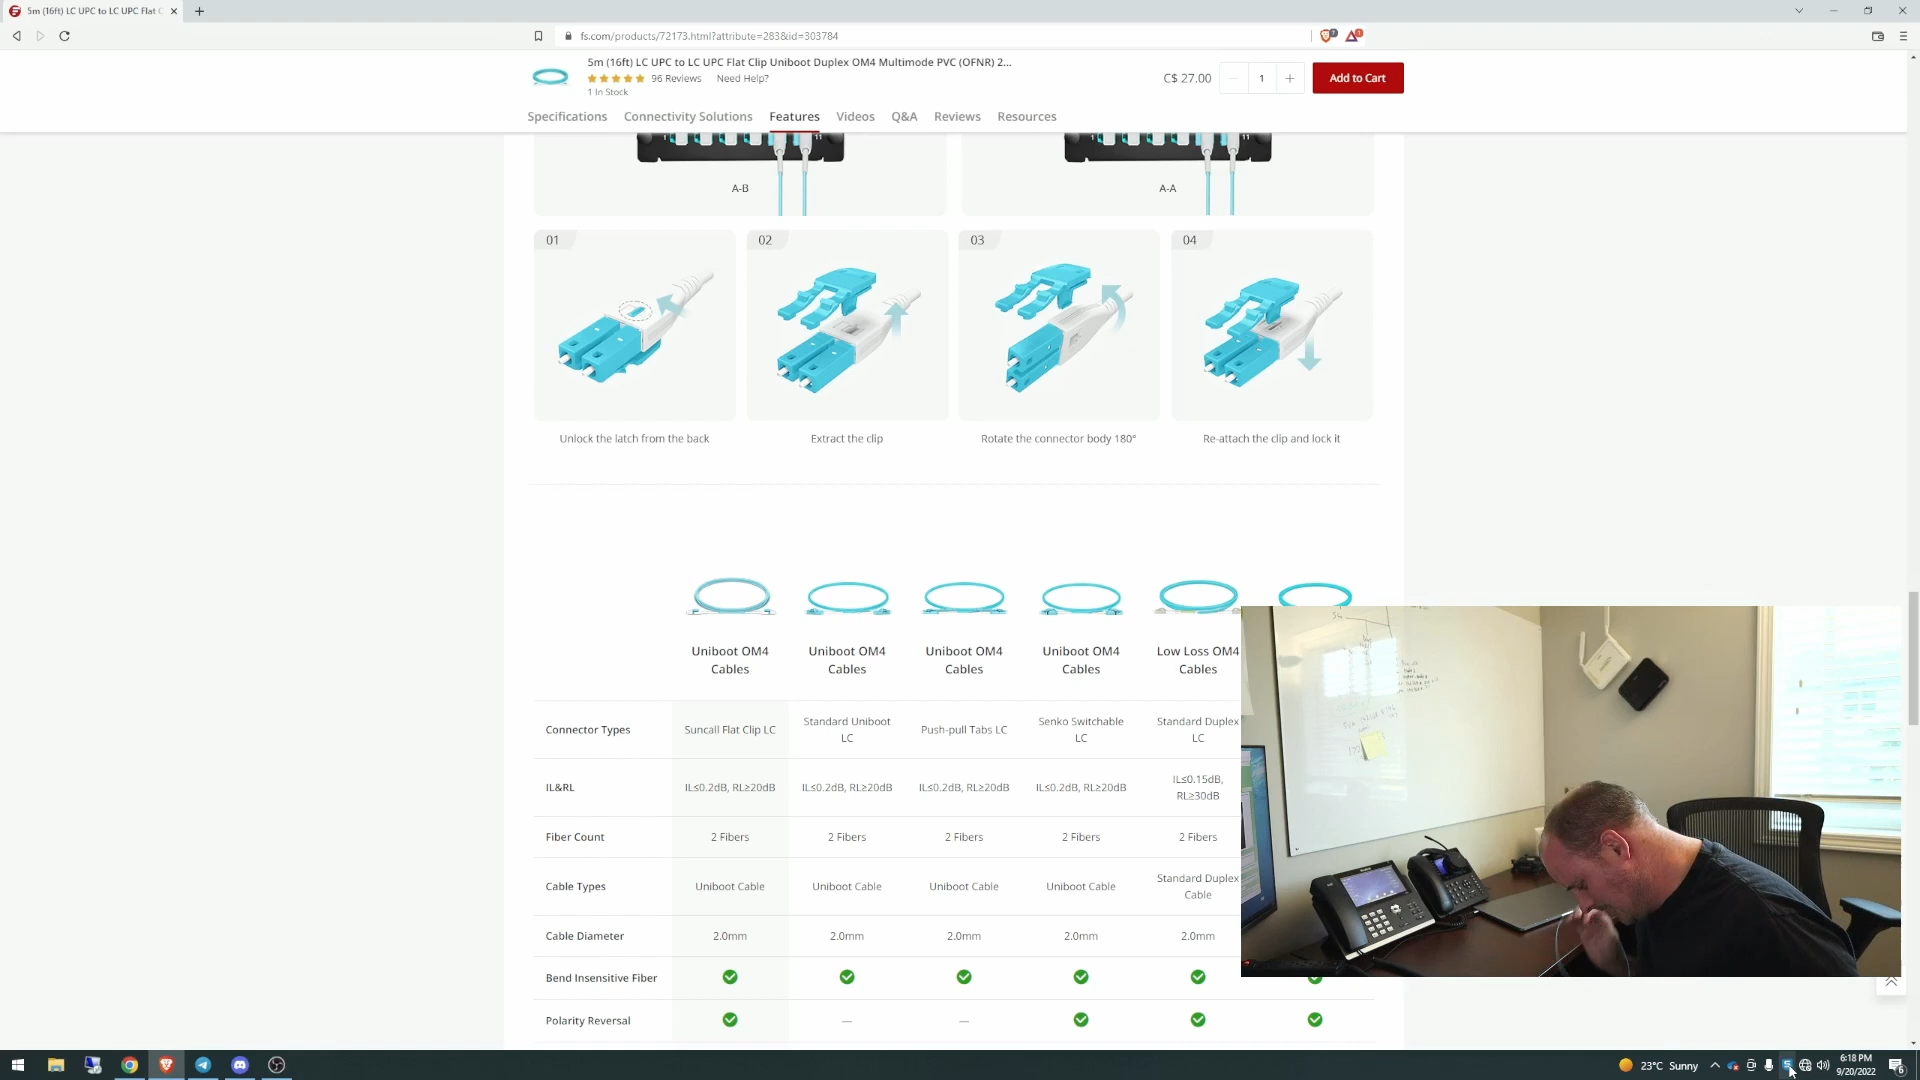 5m (16ft) LC UPC to LC UPC Flat C
fs.com/products/72173.html?attribute=283&id=303784
5m (16ft) LC UPC to LC UPC Flat Clip Uniboot Duplex OM4 Multimode PVC (OFNR) 2...
96 Reviews Need Help?
1 In Stock
C$ 27.00 − 1 + Add to Cart
Specifications Connectivity Solutions Features Videos Q&A Reviews Resources
A-B A-A
01 02 03 04
Unlock the latch from the back Extract the clip Rotate the connector body 180° Re-attach the clip and lock it
Uniboot OM4 Uniboot OM4 Uniboot OM4 Uniboot OM4 Low Loss OM4
Cables Cables Cables Cables Cables
Connector Types Suncall Flat Clip LC Standard Uniboot LC Push-pull Tabs LC Senko Switchable LC Standard Duplex LC
IL&RL IL≤0.2dB, RL≥20dB IL≤0.2dB, RL≥20dB IL≤0.2dB, RL≥20dB IL≤0.2dB, RL≥20dB IL≤0.15dB, RL≥30dB
Fiber Count 2 Fibers 2 Fibers 2 Fibers 2 Fibers 2 Fibers
Cable Types Uniboot Cable Uniboot Cable Uniboot Cable Uniboot Cable Standard Duplex Cable
Cable Diameter 2.0mm 2.0mm 2.0mm 2.0mm 2.0mm
Bend Insensitive Fiber
Polarity Reversal — —
23°C Sunny
6:18 PM
9/20/2022